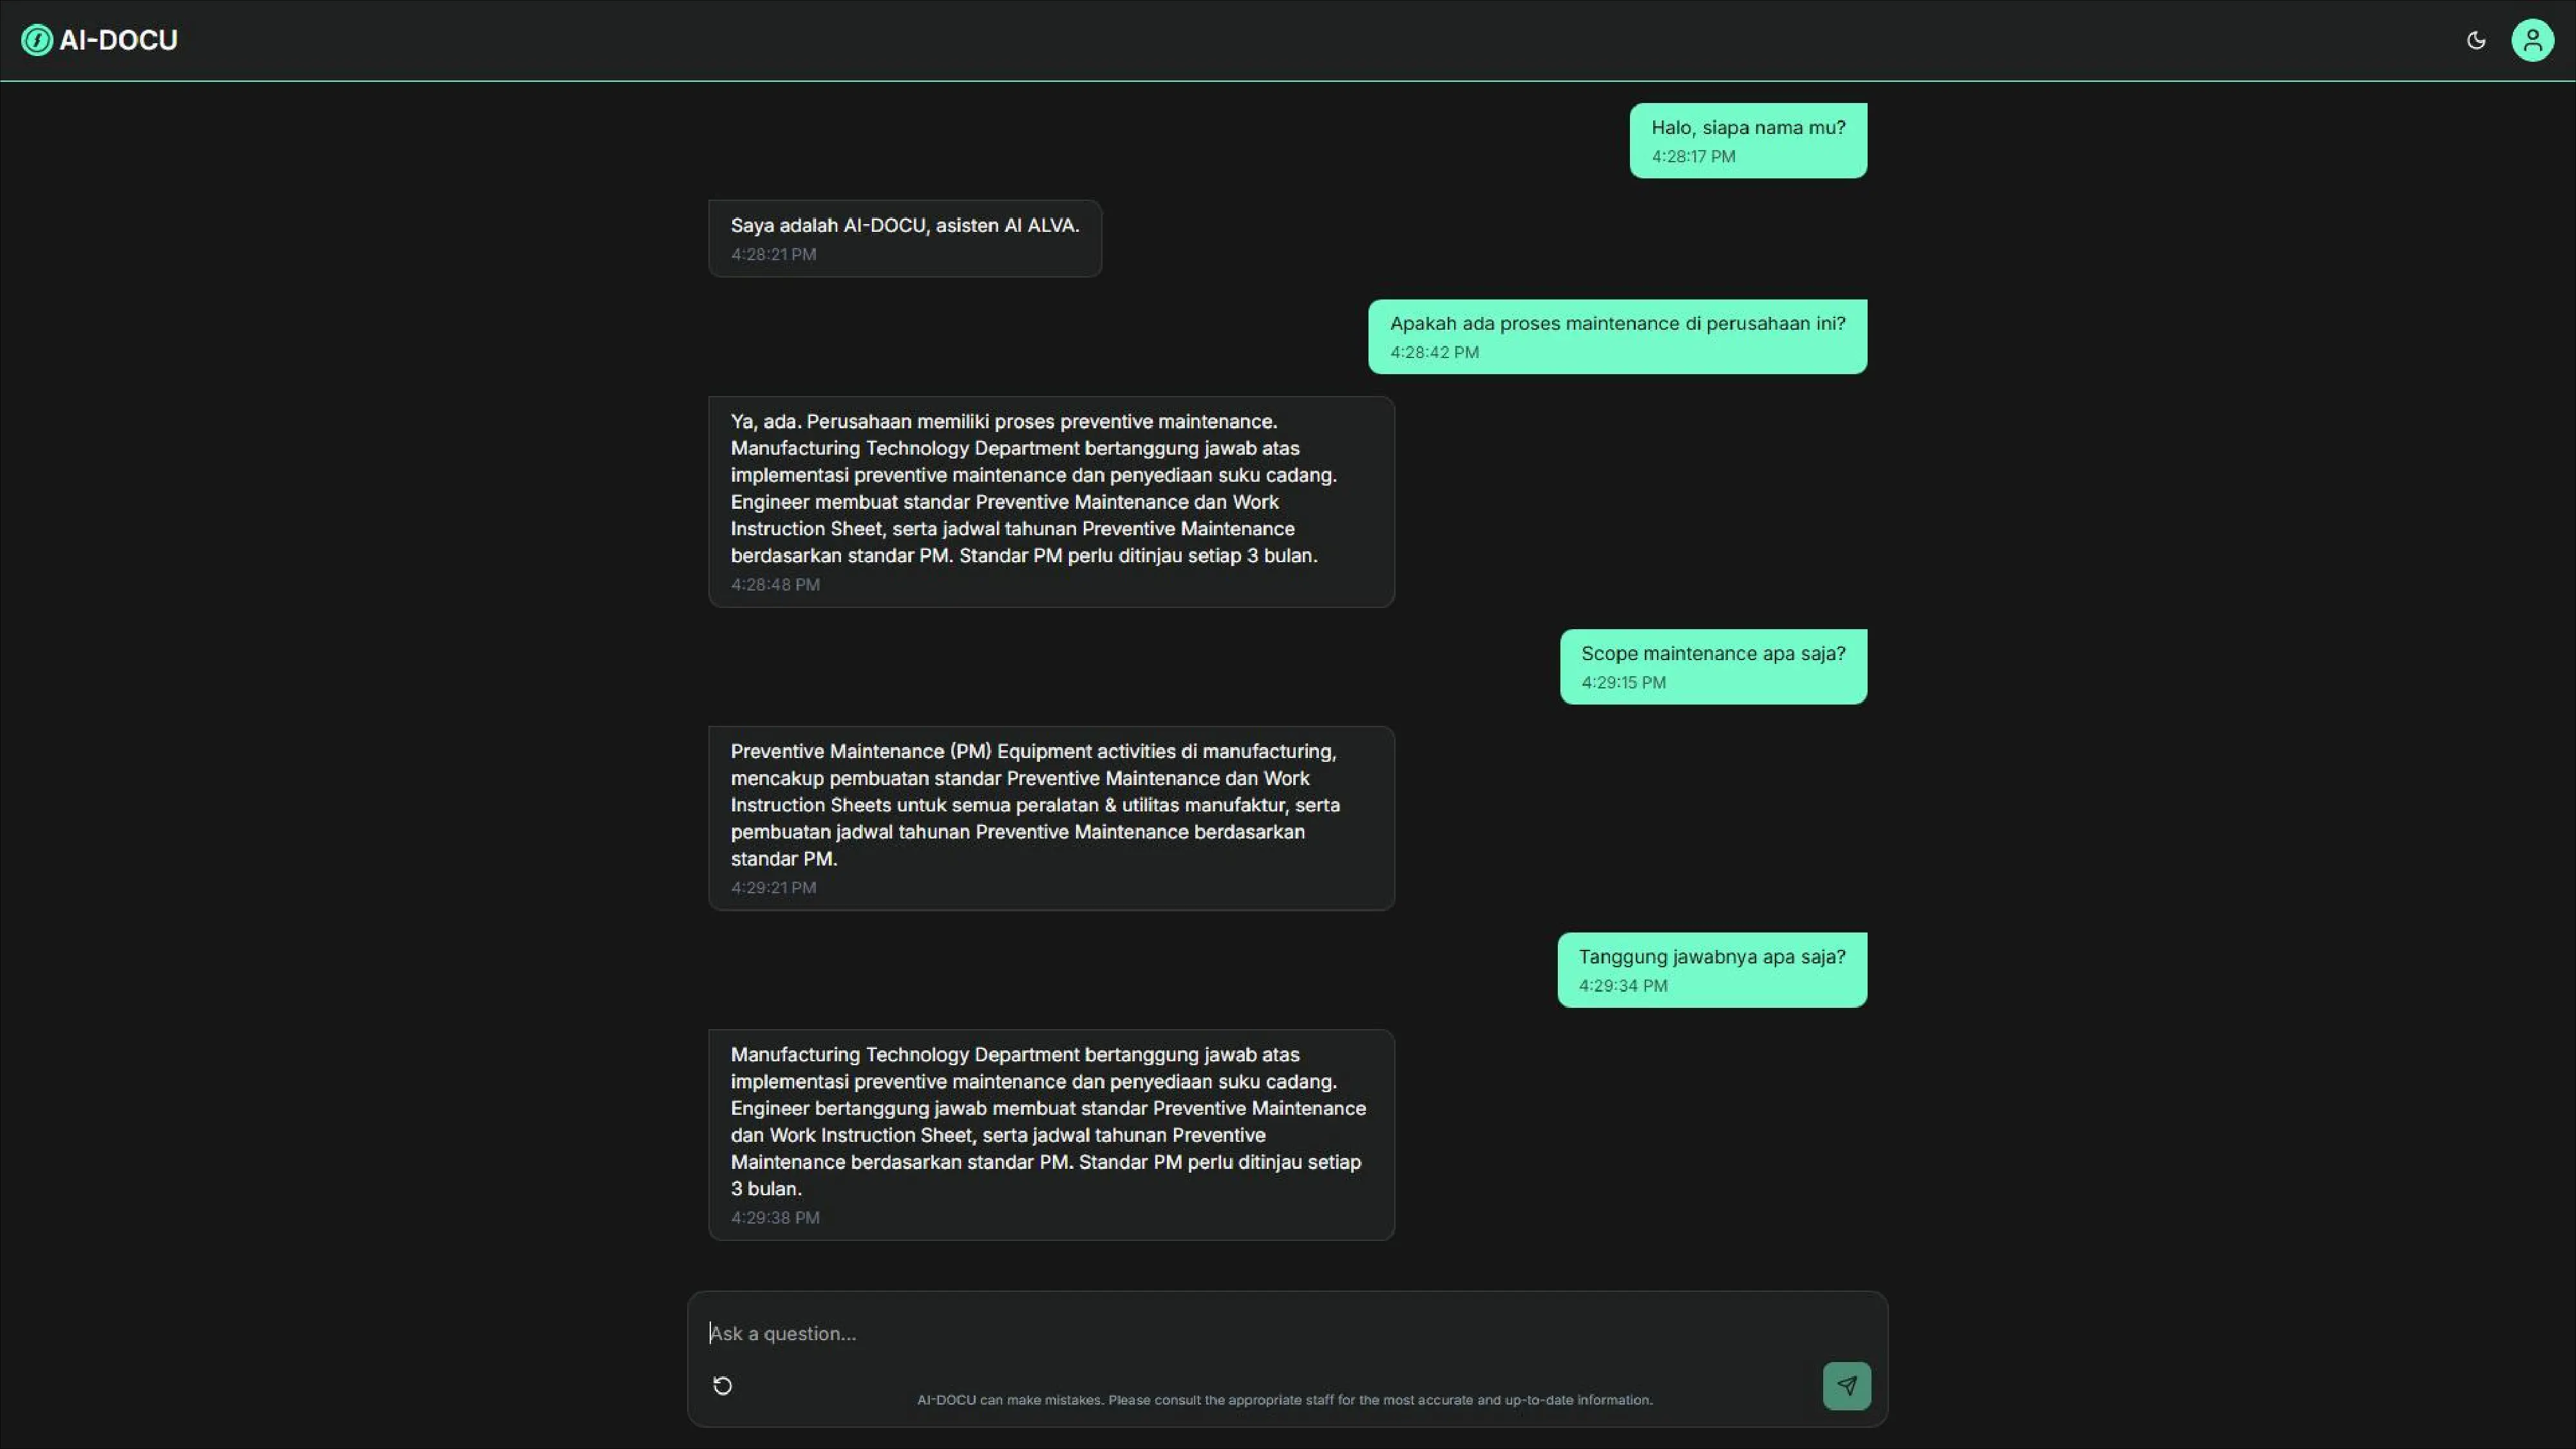 AI-DOCU
Halo, siapa nama mu?
4:28:17 PM
Saya adalah AI-DOCU, asisten AI ALVA.
4:28:21 PM
Apakah ada proses maintenance di perusahaan ini?
4:28:42 PM
Ya, ada. Perusahaan memiliki proses preventive maintenance.
Manufacturing Technology Department bertanggung jawab atas
implementasi preventive maintenance dan penyediaan suku cadang.
Engineer membuat standar Preventive Maintenance dan Work
Instruction Sheet, serta jadwal tahunan Preventive Maintenance
berdasarkan standar PM. Standar PM perlu ditinjau setiap 3 bulan.
4:28:48 PM
Scope maintenance apa saja?
4:29:15 PM
Preventive Maintenance (PM) Equipment activities di manufacturing,
mencakup pembuatan standar Preventive Maintenance dan Work
Instruction Sheets untuk semua peralatan & utilitas manufaktur, serta
pembuatan jadwal tahunan Preventive Maintenance berdasarkan
standar PM.
4:29:21 PM
Tanggung jawabnya apa saja?
4:29:34 PM
Manufacturing Technology Department bertanggung jawab atas
implementasi preventive maintenance dan penyediaan suku cadang.
Engineer bertanggung jawab membuat standar Preventive Maintenance
dan Work Instruction Sheet, serta jadwal tahunan Preventive
Maintenance berdasarkan standar PM. Standar PM perlu ditinjau setiap
3 bulan.
4:29:38 PM
Ask a question...
AI-DOCU can make mistakes. Please consult the appropriate staff for the most accurate and up-to-date information.